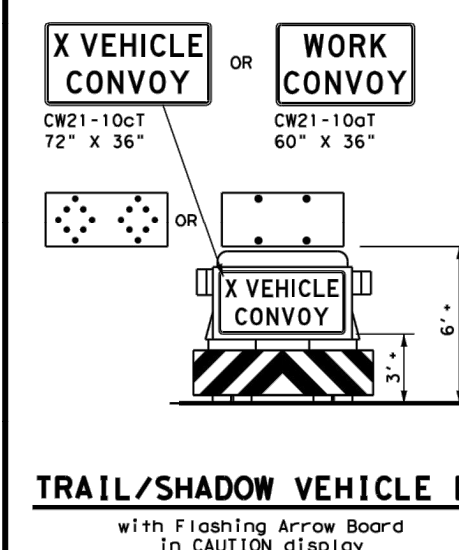 X VEHICLE
CONVOY
OR
WORK
CONVOY
CW21-10cT
72" X 36"
CW21-10aT
60" X 36"
OR
X VEHICLE
CONVOY
6' +
3' +
TRAIL/SHADOW VEHICLE
with Flashing Arrow Board
in CAUTION display